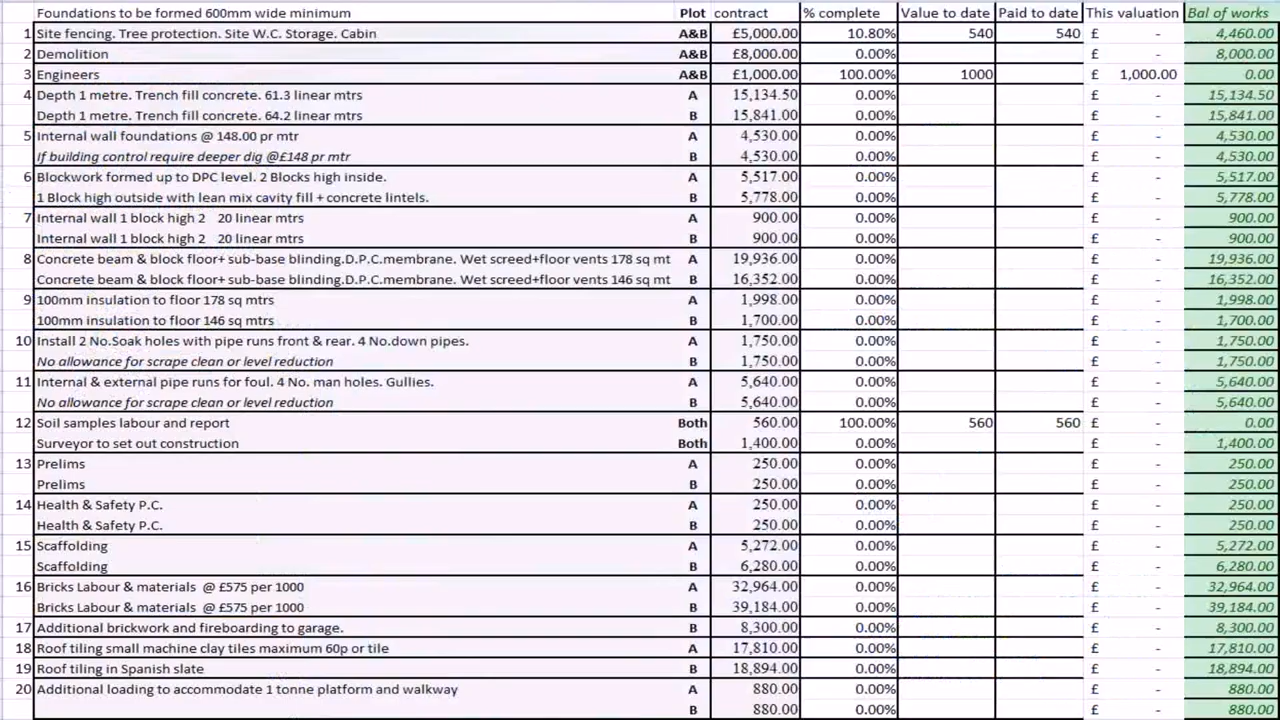 Foundations to be formed 600mm wide minimum Plot contract % complete Value to date Paid to date This valuation Bal of works
1 Site fencing. Tree protection. Site W.C. Storage. Cabin A&B £5,000.00 10.80% 540 540 £ - 4,460.00
2 Demolition A&B £8,000.00 0.00% £ - 8,000.00
3 Engineers A&B £1,000.00 100.00% 1000 £ 1,000.00 0.00
4 Depth 1 metre. Trench fill concrete. 61.3 linear mtrs A 15,134.50 0.00% £ - 15,134.50
Depth 1 metre. Trench fill concrete. 64.2 linear mtrs B 15,841.00 0.00% £ - 15,841.00
5 Internal wall foundations @ 148.00 pr mtr A 4,530.00 0.00% £ - 4,530.00
If building control require deeper dig @£148 pr mtr B 4,530.00 0.00% £ - 4,530.00
6 Blockwork formed up to DPC level. 2 Blocks high inside. A 5,517.00 0.00% £ - 5,517.00
1 Block high outside with lean mix cavity fill + concrete lintels. B 5,778.00 0.00% £ - 5,778.00
7 Internal wall 1 block high 2 20 linear mtrs A 900.00 0.00% £ - 900.00
Internal wall 1 block high 2 20 linear mtrs B 900.00 0.00% £ - 900.00
8 Concrete beam & block floor+ sub-base blinding.D.P.C.membrane. Wet screed+floor vents 178 sq mt A 19,936.00 0.00% £ - 19,936.00
Concrete beam & block floor+ sub-base blinding.D.P.C.membrane. Wet screed+floor vents 146 sq mt B 16,352.00 0.00% £ - 16,352.00
9 100mm insulation to floor 178 sq mtrs A 1,998.00 0.00% £ - 1,998.00
100mm insulation to floor 146 sq mtrs B 1,700.00 0.00% £ - 1,700.00
10 Install 2 No.Soak holes with pipe runs front & rear. 4 No.down pipes. A 1,750.00 0.00% £ - 1,750.00
No allowance for scrape clean or level reduction B 1,750.00 0.00% £ - 1,750.00
11 Internal & external pipe runs for foul. 4 No. man holes. Gullies. A 5,640.00 0.00% £ - 5,640.00
No allowance for scrape clean or level reduction B 5,640.00 0.00% £ - 5,640.00
12 Soil samples labour and report Both 560.00 100.00% 560 560 £ - 0.00
Surveyor to set out construction Both 1,400.00 0.00% £ - 1,400.00
13 Prelims A 250.00 0.00% £ - 250.00
Prelims B 250.00 0.00% £ - 250.00
14 Health & Safety P.C. A 250.00 0.00% £ - 250.00
Health & Safety P.C. B 250.00 0.00% £ - 250.00
15 Scaffolding A 5,272.00 0.00% £ - 5,272.00
Scaffolding B 6,280.00 0.00% £ - 6,280.00
16 Bricks Labour & materials @ £575 per 1000 A 32,964.00 0.00% £ - 32,964.00
Bricks Labour & materials @ £575 per 1000 B 39,184.00 0.00% £ - 39,184.00
17 Additional brickwork and fireboarding to garage. B 8,300.00 0.00% £ - 8,300.00
18 Roof tiling small machine clay tiles maximum 60p or tile A 17,810.00 0.00% £ - 17,810.00
19 Roof tiling in Spanish slate B 18,894.00 0.00% £ - 18,894.00
20 Additional loading to accommodate 1 tonne platform and walkway A 880.00 0.00% £ - 880.00
B 880.00 0.00% £ - 880.00